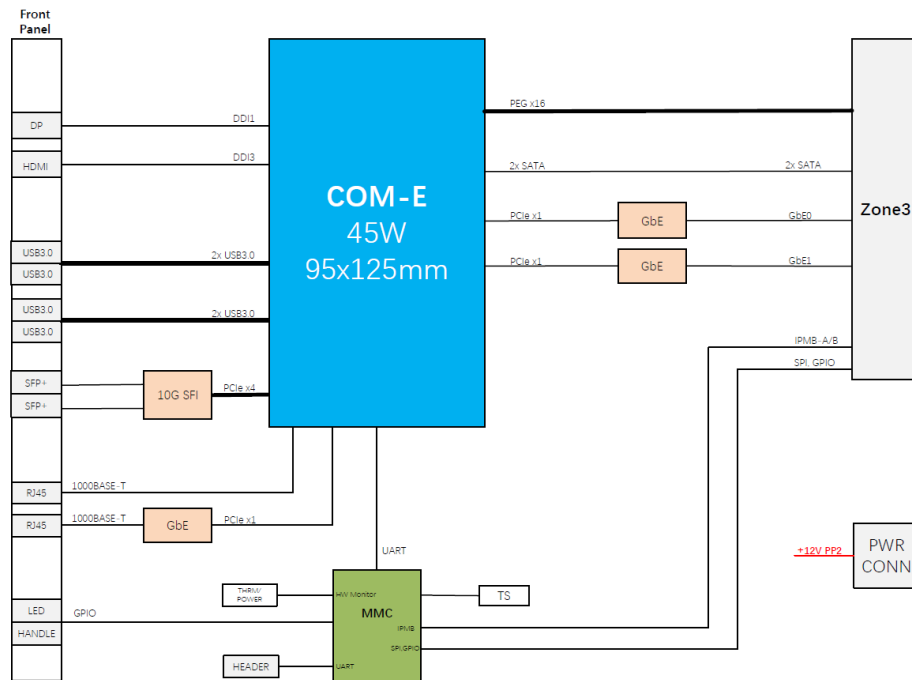 Front
Panel
DP
DDI1
HDMI
DDI3
USB3.0
USB3.0
2x USB3.0
USB3.0
USB3.0
2x USB3.0
SFP+
SFP+
10G SFI
PCIe x4
RJ45
1000BASE-T
RJ45
1000BASE-T
GbE
PCIe x1
LED
GPIO
HANDLE
COM-E
45W
95x125mm
PEG x16
2x SATA
2x SATA
PCIe x1
GbE
GbE0
PCIe x1
GbE
GbE1
Zone3
IPMB-A/B
SPI. GPIO
UART
THRM/
POWER
HW Monitor
MMC
TS
IPMB
SPI.GPIO
HEADER
UART
+12V PP2
PWR
CONN